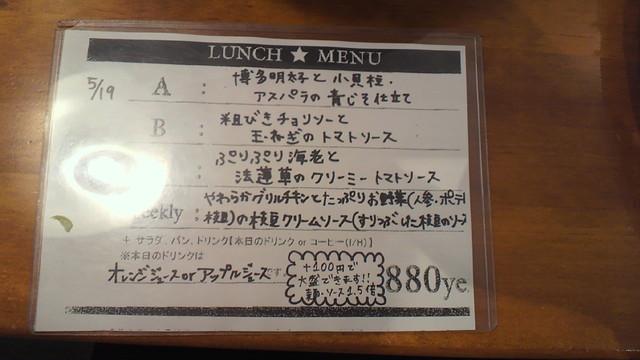 LUNCH ★ MENU
5/19 A : 博多明太子と小貝柱・
アスパラの青じそ仕立て
B : 粗びきチョリソーと
玉ねぎのトマトソース
: ぷりぷり海老と
法蓮草のクリーミートマトソース
eekly : やわらかグリルチキンとたっぷりお野菜(人参・ポテ
枝豆)の枝豆クリームソース(すりつぶした枝豆のソー
+ サラダ、パン、ドリンク【本日のドリンク or コーヒー(I/H)】
※本日のドリンクは
オレンジジュース or アップルジュースです。
+100円で
大盛できます!!
麺・ソース1.5倍
880ye